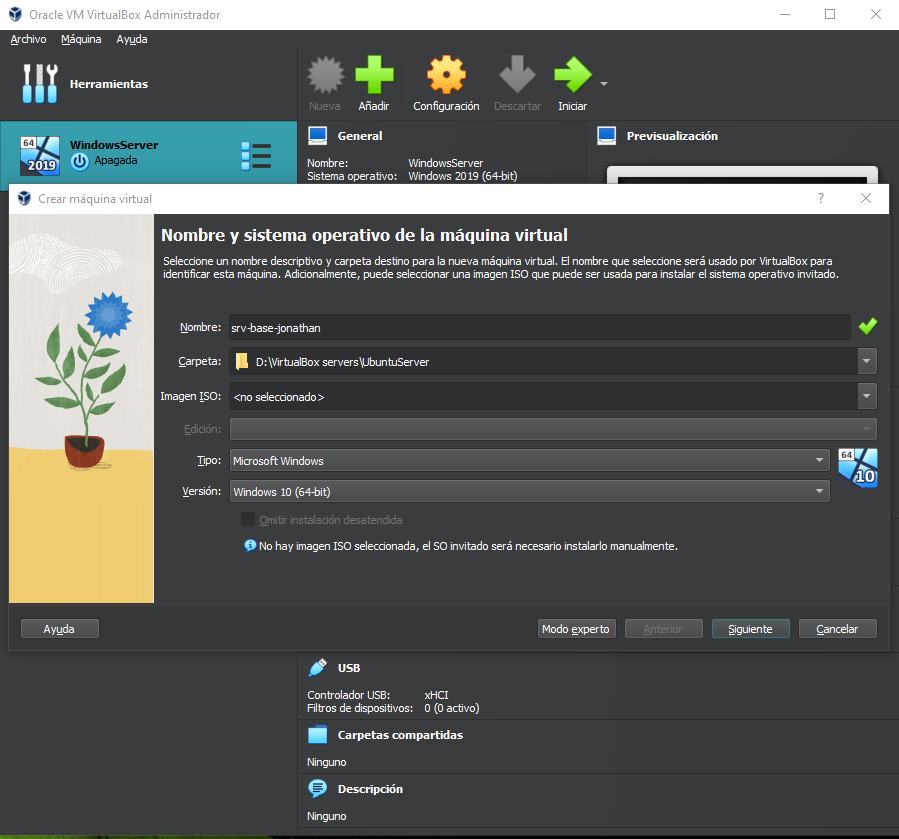 Oracle VM VirtualBox Administrador
Archivo Máquina Ayuda
Herramientas
Nueva Añadir Configuración Descartar Iniciar
64
2019
WindowsServer
Apagada
General
Nombre: WindowsServer
Sistema operativo: Windows 2019 (64-bit)
Previsualización
Crear máquina virtual
?
Nombre y sistema operativo de la máquina virtual
Seleccione un nombre descriptivo y carpeta destino para la nueva máquina virtual. El nombre que seleccione será usado por VirtualBox para
identificar esta máquina. Adicionalmente, puede seleccionar una imagen ISO que puede ser usada para instalar el sistema operativo invitado.
Nombre: srv-base-jonathan
Carpeta: D:\VirtualBox servers\UbuntuServer
Imagen ISO: <no seleccionado>
Edición:
Tipo: Microsoft Windows
64
10
Versión: Windows 10 (64-bit)
Omitir instalación desatendida
No hay imagen ISO seleccionada, el SO invitado será necesario instalarlo manualmente.
Ayuda Modo experto Anterior Siguiente Cancelar
USB
Controlador USB: xHCI
Filtros de dispositivos: 0 (0 activo)
Carpetas compartidas
Ninguno
Descripción
Ninguno